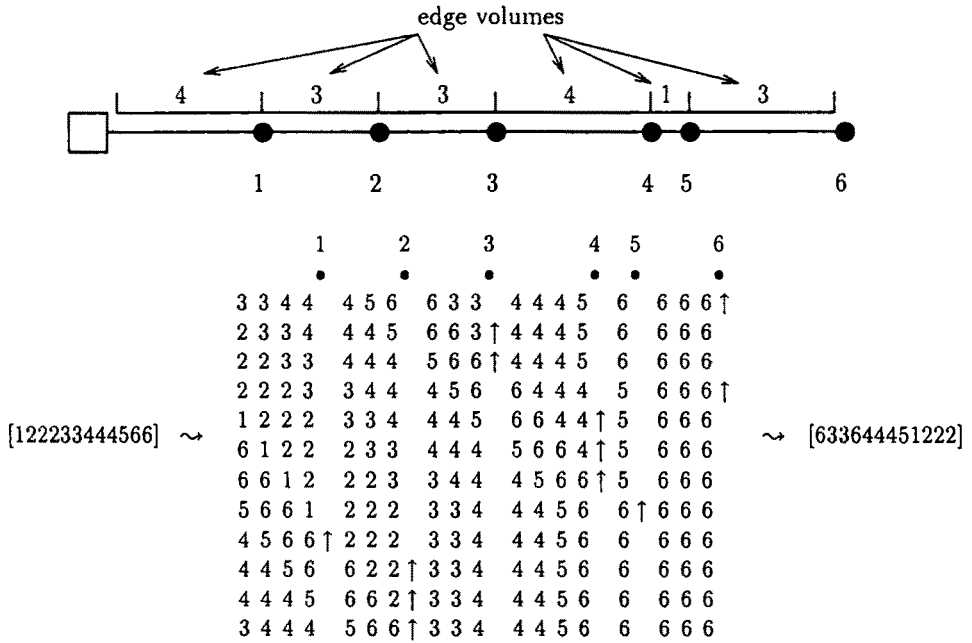 edge volumes
4 3 3 4 1 3
1 2 3 4 5 6
1 2 3 4 5 6
3 3 4 4 4 5 6 6 3 3 4 4 4 5 6 6 6 6 ↑
2 3 3 4 4 4 5 6 6 3 ↑ 4 4 4 5 6 6 6 6
2 2 3 3 4 4 4 5 6 6 ↑ 4 4 4 5 6 6 6 6
2 2 2 3 3 4 4 4 5 6 6 4 4 4 5 6 6 6 ↑
1 2 2 2 3 3 4 4 4 5 6 6 4 4 ↑ 5 6 6 6
[122233444566] ⤳ 6 1 2 2 2 3 3 4 4 4 5 6 6 4 ↑ 5 6 6 6 ⤳ [633644451222]
6 6 1 2 2 2 3 3 4 4 4 5 6 6 ↑ 5 6 6 6
5 6 6 1 2 2 2 3 3 4 4 4 5 6 6 ↑ 6 6 6
4 5 6 6 ↑ 2 2 2 3 3 4 4 4 5 6 6 6 6 6
4 4 5 6 6 2 2 ↑ 3 3 4 4 4 5 6 6 6 6 6
4 4 4 5 6 6 2 ↑ 3 3 4 4 4 5 6 6 6 6 6
3 4 4 4 5 6 6 ↑ 3 3 4 4 4 5 6 6 6 6 6